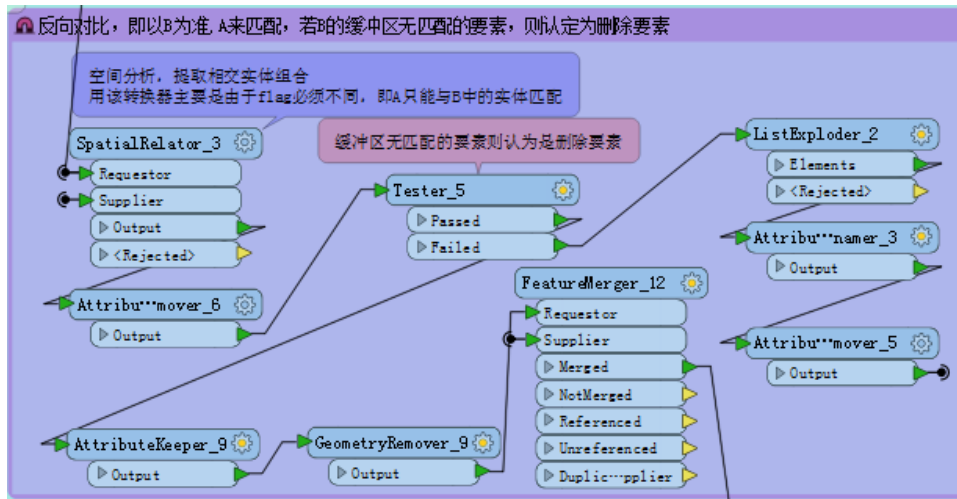 反向对比，即以B为准,A来匹配，若B的缓冲区无匹配的要素，则认定为删除要素
空间分析，提取相交实体组合
用该转换器主要是由于flag必须不同，即A只能与B中的实体匹配
SpatialRelator_3
Requestor
Supplier
Output
<Rejected>
Attribu···mover_6
Output
缓冲区无匹配的要素则认为是删除要素
Tester_5
Passed
Failed
ListExploder_2
Elements
<Rejected>
Attribu···namer_3
Output
Attribu···mover_5
Output
FeatureMerger_12
Requestor
Supplier
Merged
NotMerged
Referenced
Unreferenced
Duplic···pplier
AttributeKeeper_9
Output
GeometryRemover_9
Output